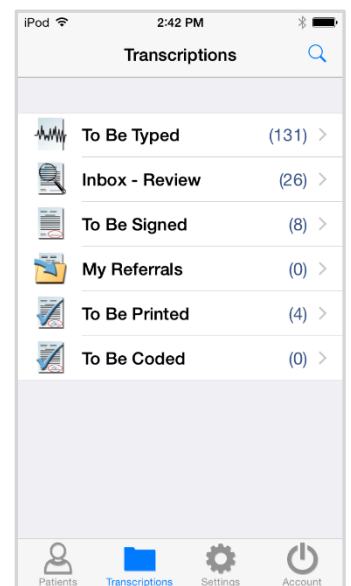 iPod 2:42 PM
Transcriptions
To Be Typed (131)
Inbox - Review (26)
To Be Signed (8)
My Referrals (0)
To Be Printed (4)
To Be Coded (0)
Patients Transcriptions Settings Account